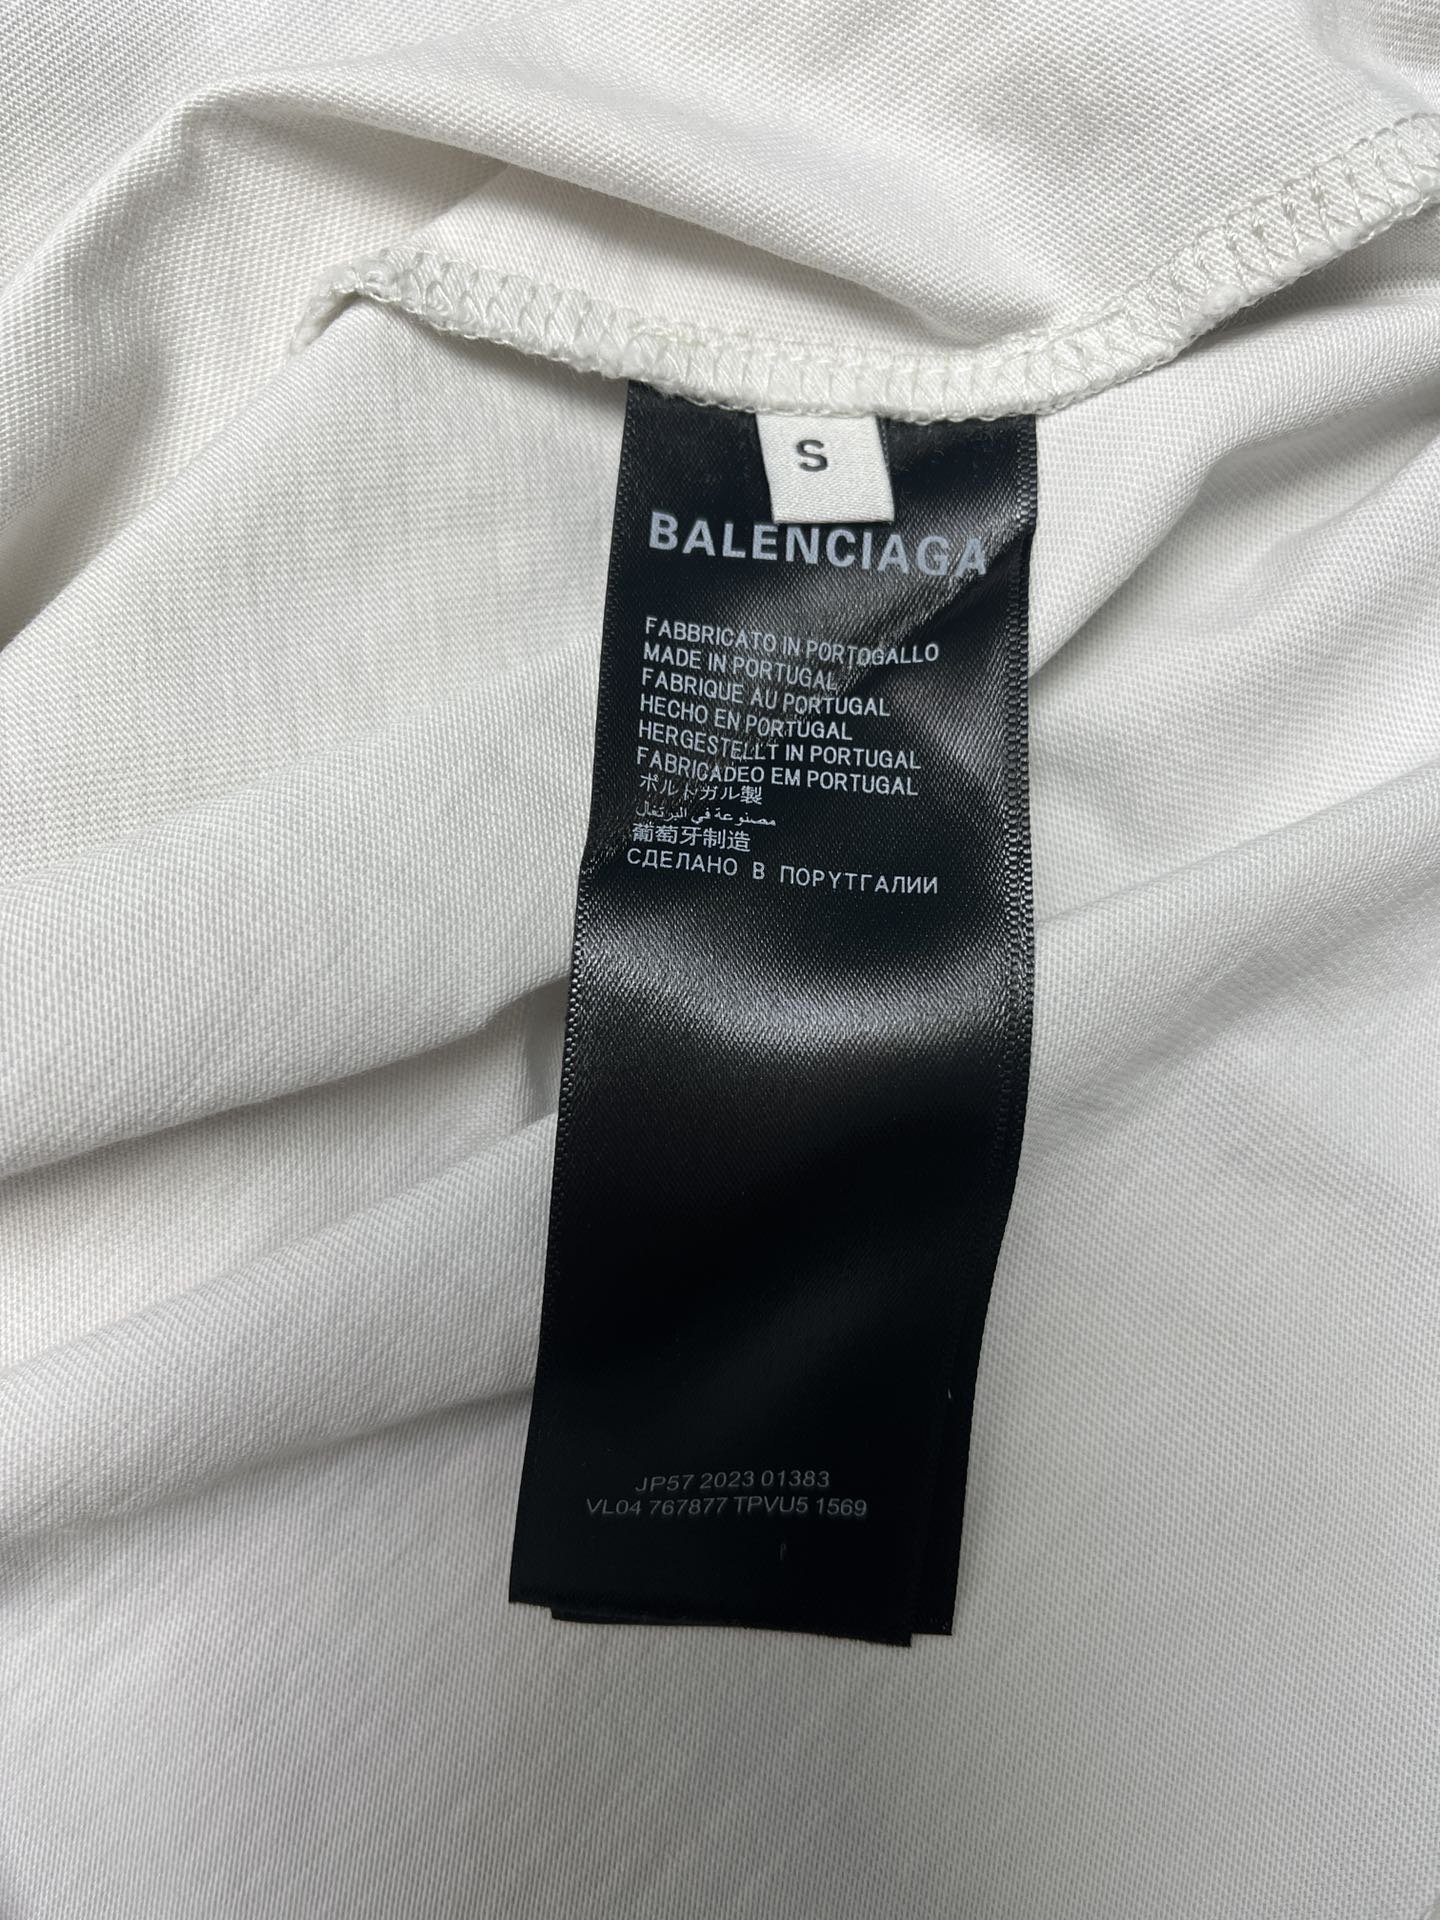 S
BALENCIAGA
FABBRICATO IN PORTOGALLO
MADE IN PORTUGAL
FABRIQUE AU PORTUGAL
HECHO EN PORTUGAL
HERGESTELLT IN PORTUGAL
FABRICADEO EM PORTUGAL
ポルトガル製
مصنوعة في البرتغال
葡萄牙制造
СДЕЛАНО В ПОРУТГАЛИИ
JP57 2023 01383
VL04 767877 TPVU5 1569